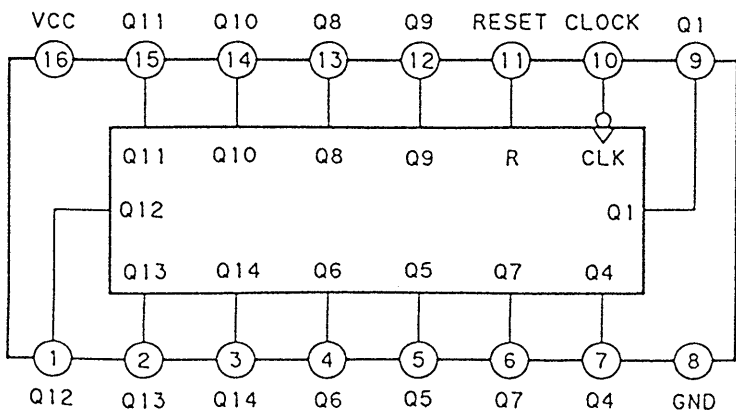 VCC Q11 Q10 Q8 Q9 RESET CLOCK Q1
16 15 14 13 12 11 10 9
Q11 Q10 Q8 Q9 R CLK
Q12 Q1
Q13 Q14 Q6 Q5 Q7 Q4
1 2 3 4 5 6 7 8
Q12 Q13 Q14 Q6 Q5 Q7 Q4 GND